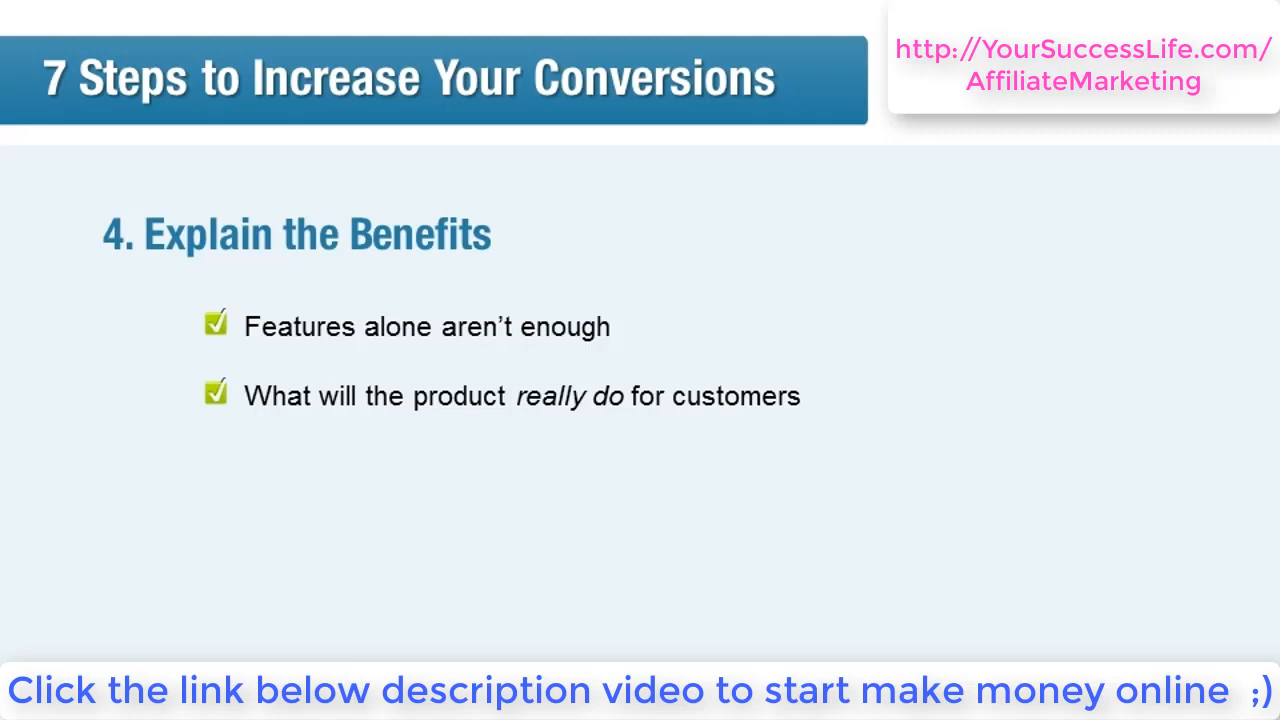 7 Steps to Increase Your Conversions
http://YourSuccessLife.com/
AffiliateMarketing
4. Explain the Benefits
Features alone aren’t enough
What will the product really do for customers
Click the link below description video to start make money online ;)